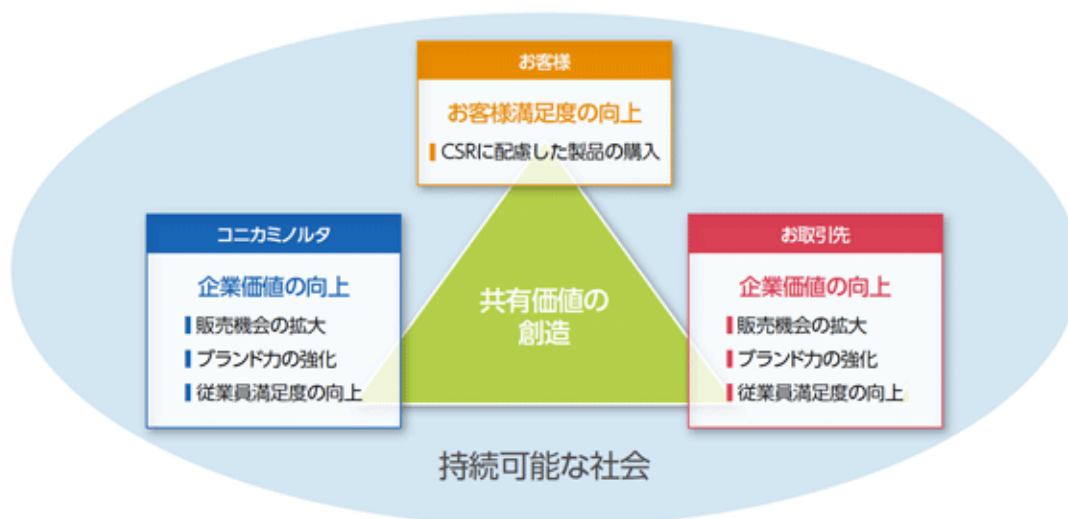 お客様
お客様満足度の向上
CSRに配慮した製品の購入
コニカミノルタ
企業価値の向上
販売機会の拡大
ブランド力の強化
従業員満足度の向上
共有価値の
創造
お取引先
企業価値の向上
販売機会の拡大
ブランド力の強化
従業員満足度の向上
持続可能な社会